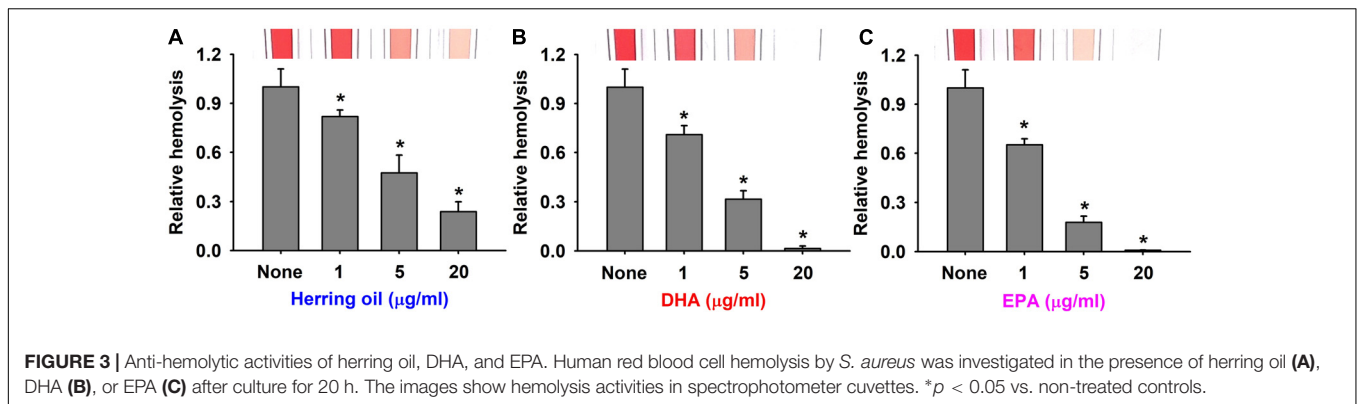 A
1.2
0.9
0.6
0.3
0.0
Relative hemolysis
* * *
None 1 5 20
Herring oil (μg/ml)
B
1.2
0.9
0.6
0.3
0.0
Relative hemolysis
* * *
None 1 5 20
DHA (μg/ml)
C
1.2
0.9
0.6
0.3
0.0
Relative hemolysis
* * *
None 1 5 20
EPA (μg/ml)
FIGURE 3 | Anti-hemolytic activities of herring oil, DHA, and EPA. Human red blood cell hemolysis by S. aureus was investigated in the presence of herring oil (A),
DHA (B), or EPA (C) after culture for 20 h. The images show hemolysis activities in spectrophotometer cuvettes. *p < 0.05 vs. non-treated controls.